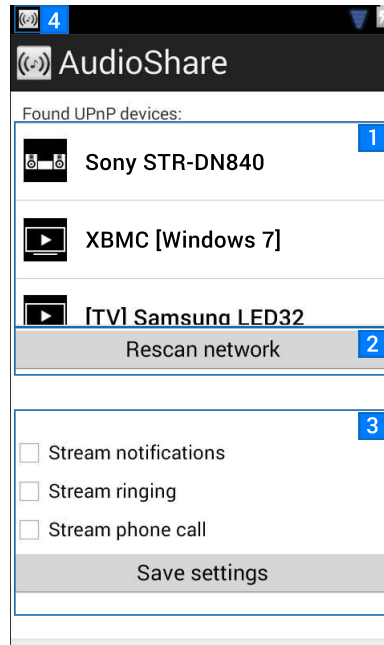 4
AudioShare
Found UPnP devices:
1
Sony STR-DN840
XBMC [Windows 7]
[TV] Samsung LED32
Rescan network
2
3
Stream notifications
Stream ringing
Stream phone call
Save settings